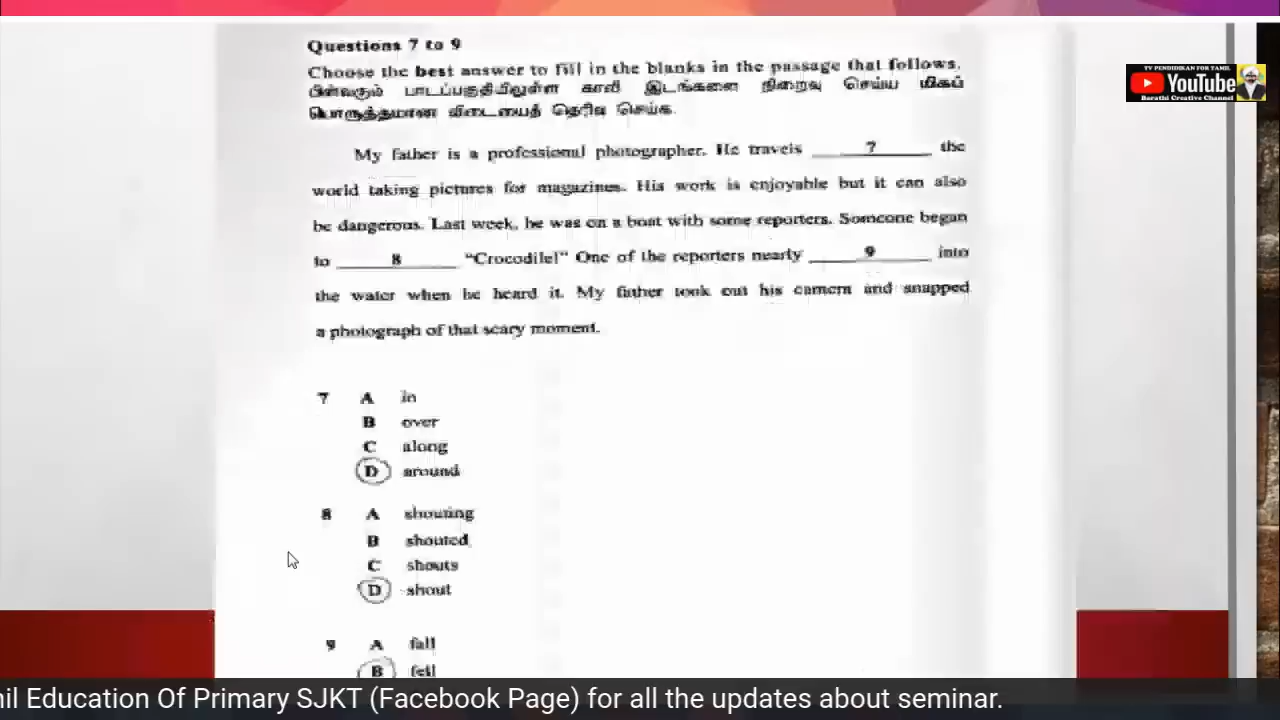 Questions 7 to 9
Choose the best answer to fill in the blanks in the passage that follows.
பின்வரும் பாடப்பகுதியிலுள்ள காலி இடங்களை நிறைவு செய்ய மிகப்
பொருத்தமான விடையைத் தெரிவு செய்க.
TV PENDIDIKAN FOR TAMIL
YouTube
Barathi Creative Channel
My father is a professional photographer. He travels ____7____ the
world taking pictures for magazines. His work is enjoyable but it can also
be dangerous. Last week, he was on a boat with some reporters. Someone began
to ____8____ "Crocodile!" One of the reporters nearly ____9____ into
the water when he heard it. My father took out his camera and snapped
a photograph of that scary moment.
7 A in
B over
C along
D around
8 A shouting
B shouted
C shouts
D shout
9 A fall
B fell
il Education Of Primary SJKT (Facebook Page) for all the updates about seminar.